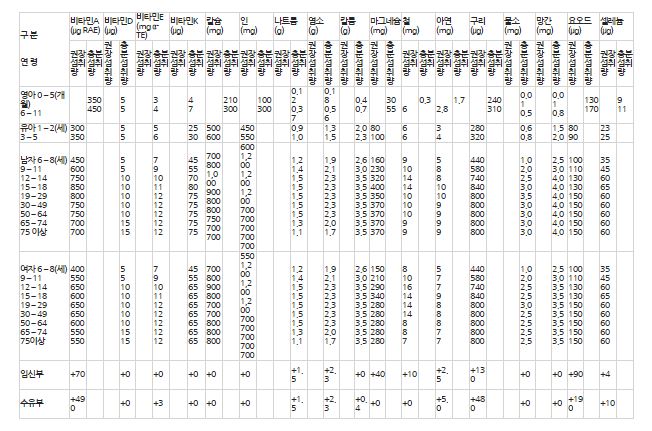 구 분 비타민A (μg RAE) 비타민D (μg) 비타민E (mg α-TE) 비타민K (μg) 칼슘 (mg) 인 (mg) 나트륨 (g) 염소 (g) 칼륨 (g) 마그네슘 (mg) 철 (mg) 아연 (mg) 구리 (μg) 불소 (mg) 망간 (mg) 요오드 (μg) 셀레늄 (μg)
연 령 권장섭취량 충분섭취량 권장섭취량 충분섭취량 권장섭취량 충분섭취량 권장섭취량 충분섭취량 권장섭취량 충분섭취량 권장섭취량 충분섭취량 권장섭취량 충분섭취량 권장섭취량 충분섭취량 권장섭취량 충분섭취량 권장섭취량 충분섭취량 권장섭취량 충분섭취량 권장섭취량 충분섭취량 권장섭취량 충분섭취량 권장섭취량 충분섭취량 권장섭취량 충분섭취량 권장섭취량 충분섭취량 권장섭취량 충분섭취량
영아 0–5(개월) 350 5 3 4 210 100 0,12 0,18 0,4 30 0,3 1,7 240 0,01 0,01 130 9
6–11 450 5 4 7 300 300 0,37 0,56 0,7 55 6 2,8 310 0,5 0,8 170 11
유아 1–2(세) 300 5 5 25 500 450 0,9 1,3 2,0 80 6 3 280 0,6 1,5 80 23
3–5 350 5 6 30 600 550 1,0 1,5 2,3 100 6 4 320 0,8 2,0 90 25
남자 6–8(세) 450 5 7 45 700 600 1,2 1,9 2,6 160 9 5 440 1,0 2,5 100 35
9–11 600 5 9 55 800 1,200 1,4 2,1 3,0 230 10 8 580 2,0 3,0 110 45
12–14 750 10 10 70 1,000 1,200 1,5 2,3 3,5 320 14 8 740 2,5 4,0 130 60
15–18 850 10 11 80 900 1,200 1,5 2,3 3,5 400 14 10 840 3,0 4,0 130 65
19–29 800 10 12 75 800 700 1,5 2,3 3,5 350 10 10 800 3,5 4,0 150 60
30–49 750 10 12 75 800 700 1,5 2,3 3,5 370 10 9 800 3,0 4,0 150 60
50–64 750 10 12 75 750 700 1,5 2,3 3,5 370 10 9 800 3,0 4,0 150 60
65–74 700 15 12 75 700 700 1,3 2,0 3,5 370 9 9 800 3,0 4,0 150 60
75 이상 700 15 12 75 700 700 1,1 1,7 3,5 370 9 9 800 3,0 4,0 150 60
여자 6–8(세) 400 5 7 45 700 550 1,2 1,9 2,6 150 8 5 440 1,0 2,5 100 35
9–11 550 5 9 55 800 1,200 1,4 2,1 3,0 210 10 7 580 2,0 3,0 110 45
12–14 650 10 10 65 900 1,200 1,5 2,3 3,5 290 16 7 740 2,5 3,5 130 60
15–18 600 10 11 65 800 1,200 1,5 2,3 3,5 340 14 9 840 2,5 3,5 130 65
19–29 650 10 12 65 700 700 1,5 2,3 3,5 280 14 8 800 3,0 3,5 150 60
30–49 650 10 12 65 700 700 1,5 2,3 3,5 280 14 8 800 2,5 3,5 150 60
50–64 600 10 12 65 800 700 1,5 2,3 3,5 280 8 8 800 2,5 3,5 150 60
65–74 550 15 12 65 800 700 1,3 2,0 3,5 280 8 7 800 2,5 3,5 150 60
75이상 550 15 12 65 800 700 1,1 1,7 3,5 280 7 7 800 2,5 3,5 150 60
임신부 +70 +0 +0 +0 +0 +0 +1,5 +2,3 +0 +40 +10 +2,5 +130 +0 +0 +90 +4
수유부 +490 +0 +3 +0 +0 +0 +1,5 +2,3 +0,4 +0 +0 +5,0 +480 +0 +0 +190 +10